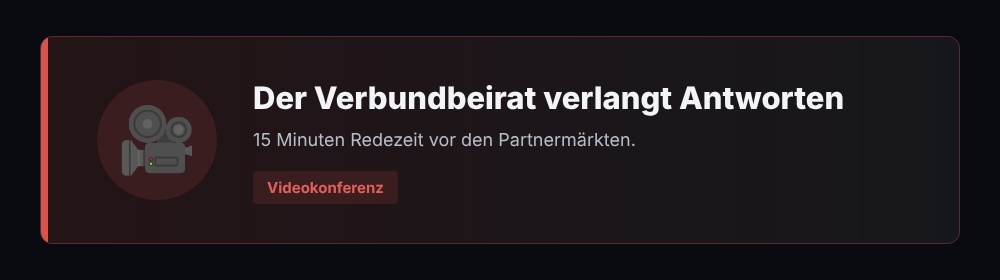 Der Verbundbeirat verlangt Antworten
15 Minuten Redezeit vor den Partnermärkten.
Videokonferenz